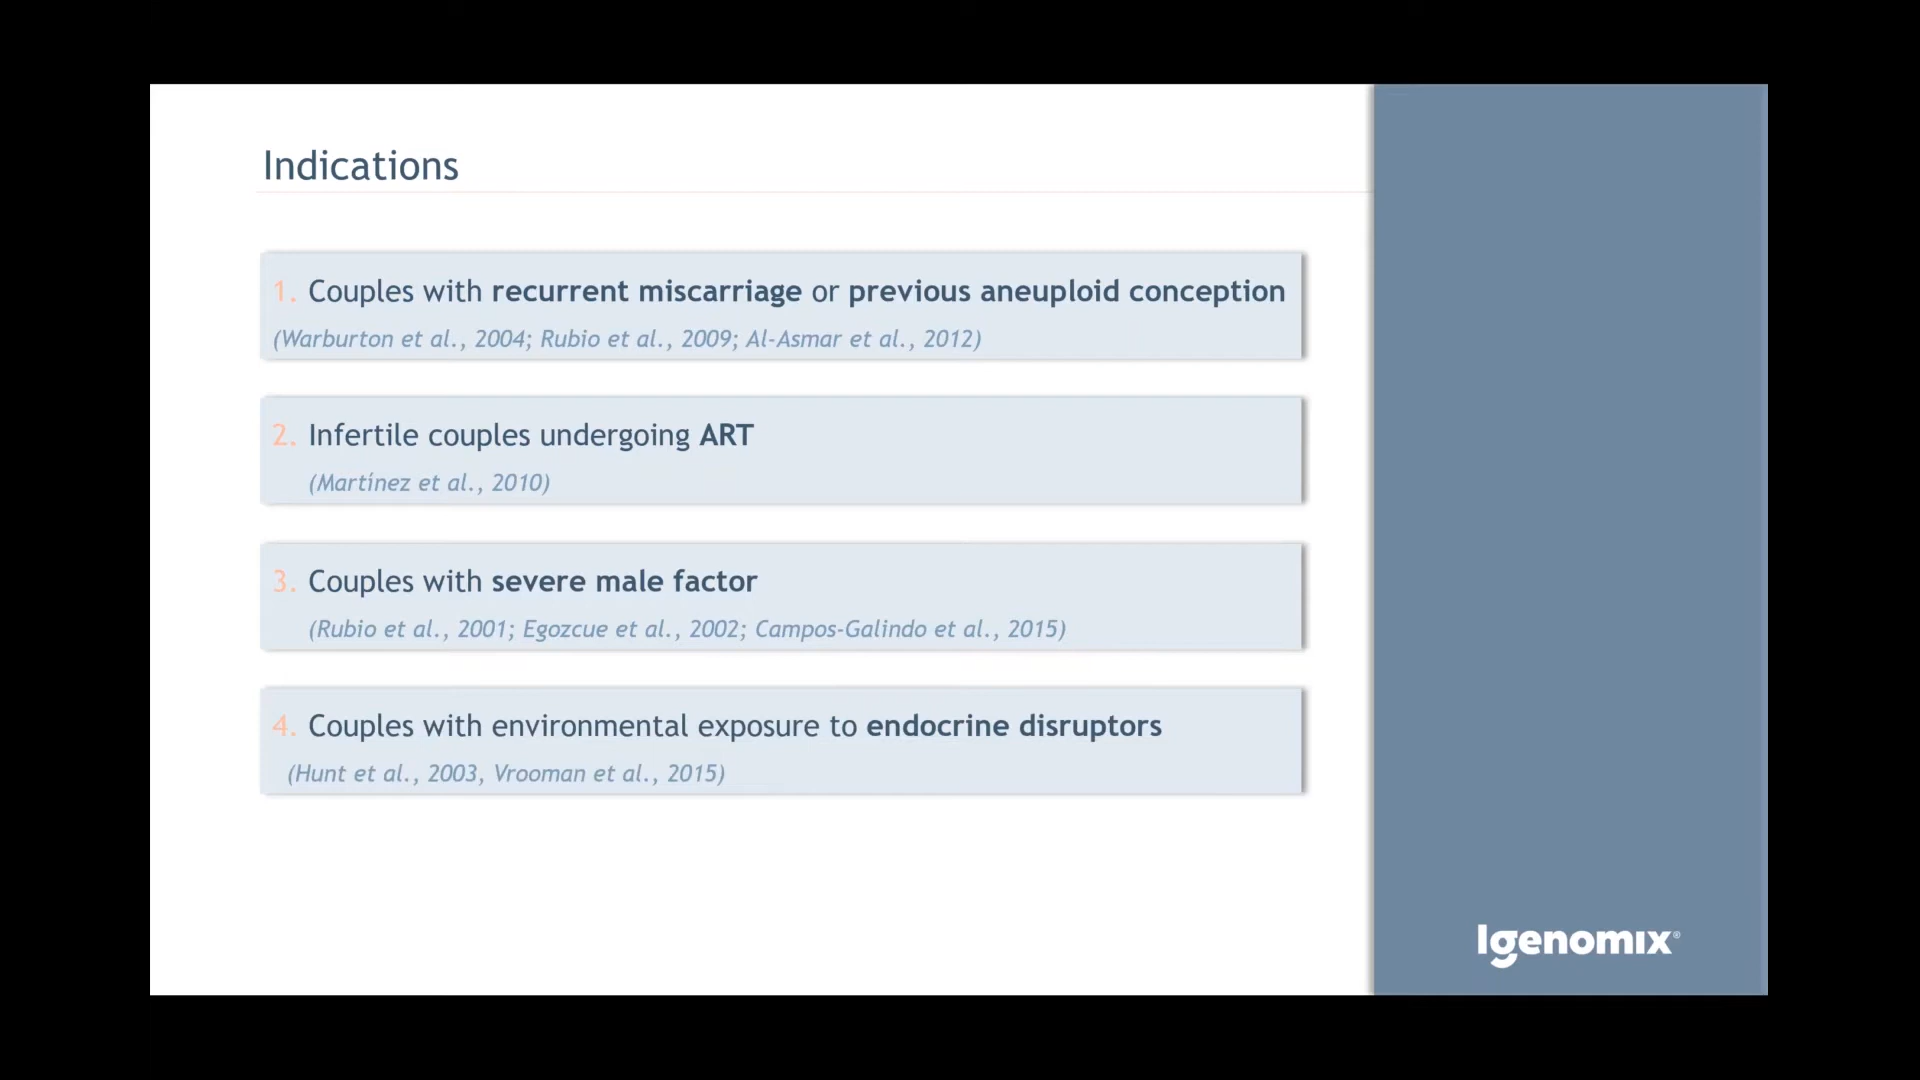 Indications
1. Couples with recurrent miscarriage or previous aneuploid conception
(Warburton et al., 2004; Rubio et al., 2009; Al-Asmar et al., 2012)
2. Infertile couples undergoing ART
(Martínez et al., 2010)
3. Couples with severe male factor
(Rubio et al., 2001; Egozcue et al., 2002; Campos-Galindo et al., 2015)
4. Couples with environmental exposure to endocrine disruptors
(Hunt et al., 2003, Vrooman et al., 2015)
Igenomix®